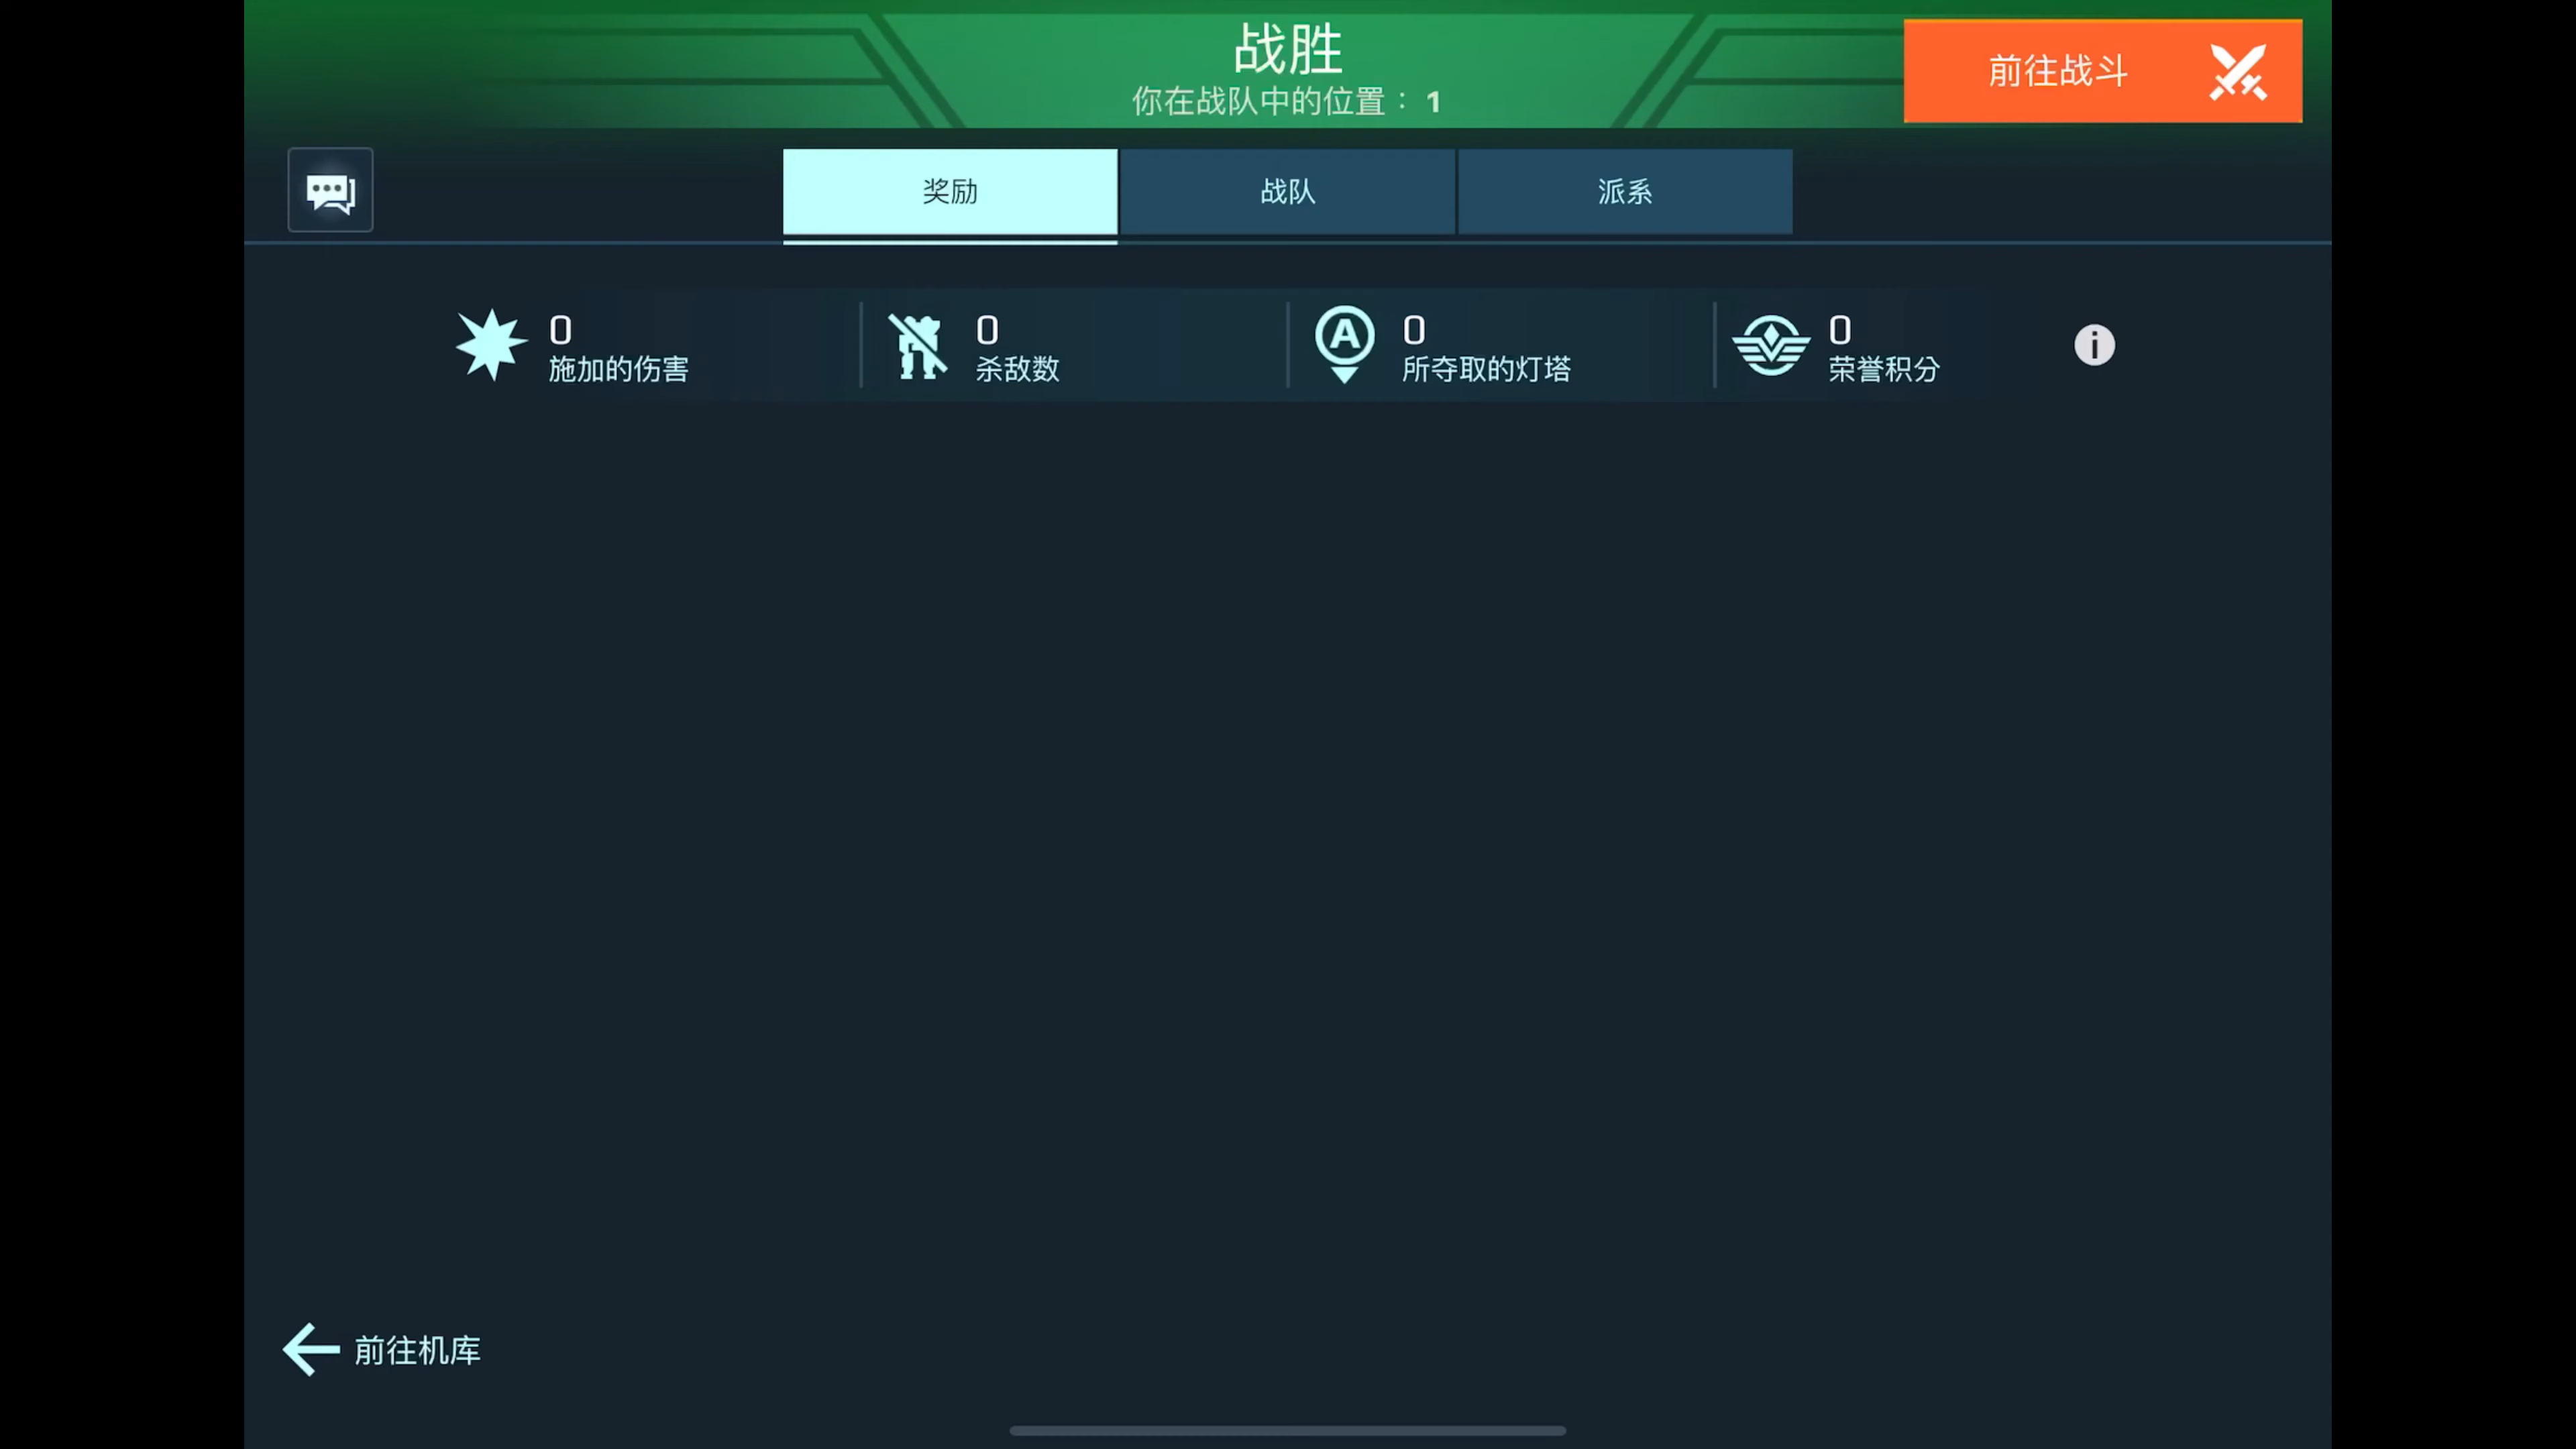 战胜
你在战队中的位置： 1
前往战斗
奖励
战队
派系
0
施加的伤害
0
杀敌数
A
0
所夺取的灯塔
0
荣誉积分
i
前往机库